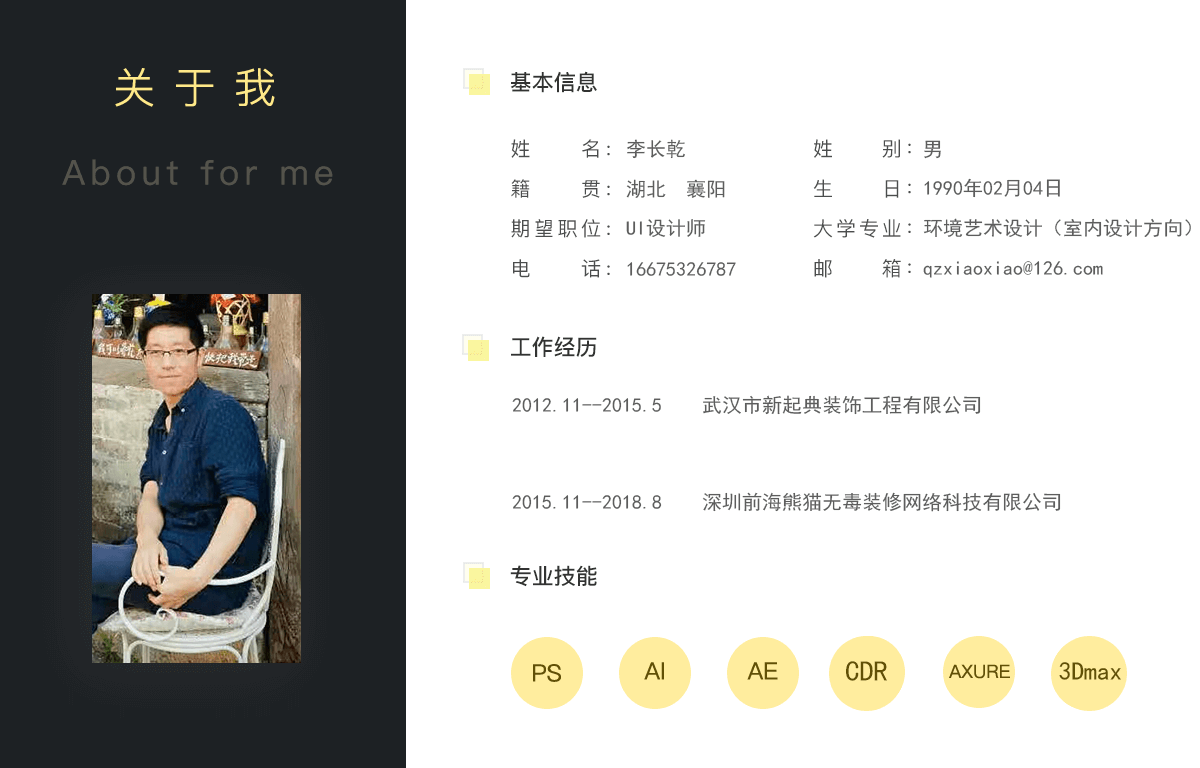 关于我
About for me
基本信息
姓 名：李长乾 姓 别：男
籍 贯：湖北 襄阳 生 日：1990年02月04日
期望职位：UI设计师 大学专业：环境艺术设计（室内设计方向）
电 话：16675326787 邮 箱：qzxiaoxiao@126.com
工作经历
2012.11--2015.5 武汉市新起典装饰工程有限公司
2015.11--2018.8 深圳前海熊猫无毒装修网络科技有限公司
专业技能
PS AI AE CDR AXURE 3Dmax